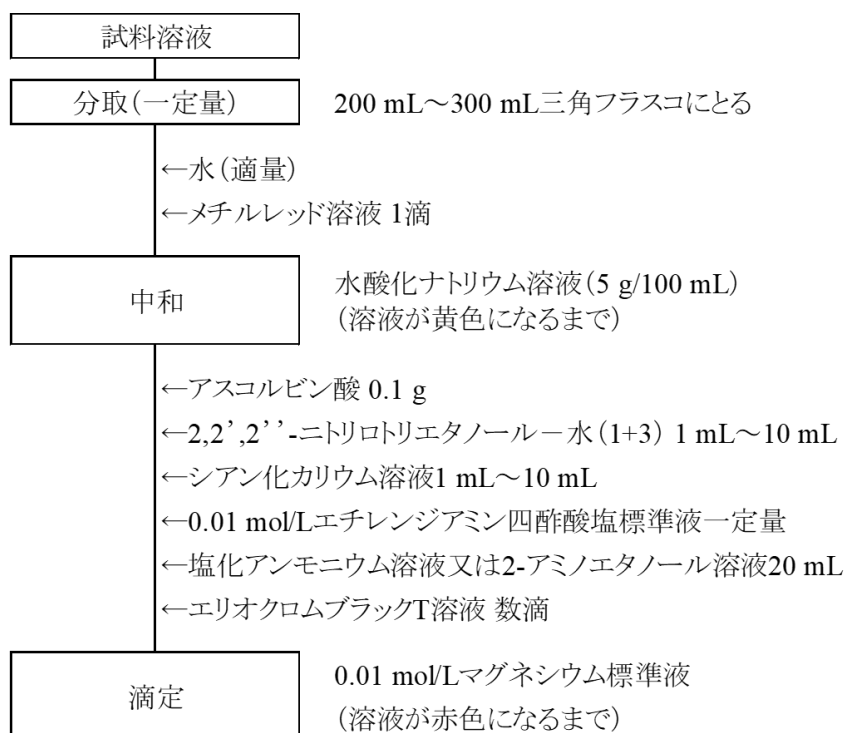 試料溶液
分取(一定量)
200 mL～300 mL三角フラスコにとる
←水(適量)
←メチルレッド溶液 1滴
中和
水酸化ナトリウム溶液(5 g/100 mL)
(溶液が黄色になるまで)
←アスコルビン酸 0.1 g
←2,2’,2’’-ニトリロトリエタノール－水(1+3) 1 mL～10 mL
←シアン化カリウム溶液1 mL～10 mL
←0.01 mol/Lエチレンジアミン四酢酸塩標準液一定量
←塩化アンモニウム溶液又は2-アミノエタノール溶液20 mL
←エリオクロムブラックT溶液 数滴
滴定
0.01 mol/Lマグネシウム標準液
(溶液が赤色になるまで)